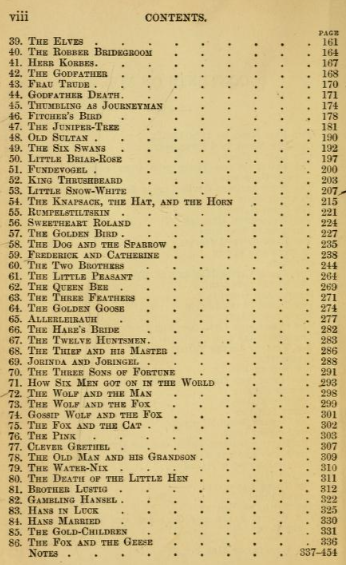 viii CONTENTS.
PAGE
39. THE ELVES . . . . . . . . 161
40. THE ROBBER BRIDEGROOM . . . . . . 164
41. HERR KORBES. . . . . . . . 167
42. THE GODFATHER . . . . . . . 168
43. FRAU TRUDE . . . . . . . . 170
44. GODFATHER DEATH. . . . . . . . 171
45. THUMBLING AS JOURNEYMAN . . . . . . 174
46. FITCHER'S BIRD . . . . . . . 178
47. THE JUNIPER-TREE . . . . . . . 181
48. OLD SULTAN . . . . . . . . 190
49. THE SIX SWANS . . . . . . . 192
50. LITTLE BRIAR-ROSE . . . . . . . 197
51. FUNDEVOGEL . . . . . . . . 200
52. KING THRUSHBEARD . . . . . . . 203
53. LITTLE SNOW-WHITE . . . . . . . 207
54. THE KNAPSACK, THE HAT, AND THE HORN . . . . 215
55. RUMPELSTILTSKIN . . . . . . . 221
56. SWEETHEART ROLAND . . . . . . . 224
57. THE GOLDEN BIRD . . . . . . . . 227
58. THE DOG AND THE SPARROW . . . . . . 235
59. FREDERICK AND CATHERINE . . . . . . 238
60. THE TWO BROTHERS . . . . . . . 244
61. THE LITTLE PEASANT . . . . . . . 264
62. THE QUEEN BEE . . . . . . . . 269
63. THE THREE FEATHERS . . . . . . . 271
64. THE GOLDEN GOOSE . . . . . . . 274
65. ALLERLEIRAUH . . . . . . . 277
66. THE HARE'S BRIDE . . . . . . . 282
67. THE TWELVE HUNTSMEN. . . . . . . 283
68. THE THIEF AND HIS MASTER . . . . . . 286
69. JORINDA AND JORINGEL . . . . . . . 288
70. THE THREE SONS OF FORTUNE . . . . . 291
71. HOW SIX MEN GOT ON IN THE WORLD . . . . 293
72. THE WOLF AND THE MAN . . . . . . 298
73. THE WOLF AND THE FOX . . . . . . 299
74. GOSSIP WOLF AND THE FOX . . . . . . 301
75. THE FOX AND THE CAT . . . . . . . 302
76. THE PINK . . . . . . . . 303
77. CLEVER GRETHEL . . . . . . . 307
78. THE OLD MAN AND HIS GRANDSON . . . . . 309
79. THE WATER-NIX . . . . . . . 310
80. THE DEATH OF THE LITTLE HEN . . . . . 311
81. BROTHER LUSTIG . . . . . . . 312
82. GAMBLING HANSEL . . . . . . . 322
83. HANS IN LUCK . . . . . . . 325
84. HANS MARRIED . . . . . . . 330
85. THE GOLD-CHILDREN . . . . . . . 331
86. THE FOX AND THE GEESE . . . . . . 336
NOTES . . . . . . . . 337-454